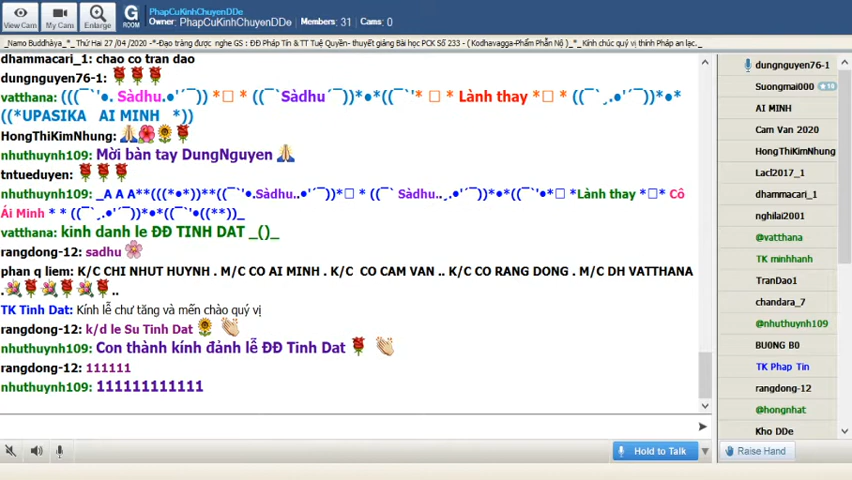 View Cam
My Cams
Enlarge
G
ROOM
PhapCuKinhChuyenDDe
Owner: PhapCuKinhChuyenDDe Members: 31 Cams: 0
_Namo Buddhàya_*_ Thứ Hai 27 /04 /2020 -*-Đạo tràng được nghe GS : ĐĐ Pháp Tín & TT Tuệ Quyền- thuyết giảng Bài học PCK Số 233 - ( Kodhavagga-Phẩm Phẫn Nộ )_*_ Kính chúc quý vị thính Pháp an lạc._
dhammacari_1: chao co tran dao
dungnguyen76-1:
vatthana: (((¯`'•. Sàdhu.•'´¯)) *□ * ((¯`Sàdhu´¯))*•*((¯`'* □ * Lành thay *□ * ((¯`¸.•'´¯))*•*
((*UPASIKA AI MINH *))
HongThiKimNhung:
nhuthuynh109: Mời bàn tay DungNguyen
tntueduyen:
nhuthuynh109: _A A A**(((*•*))**((¯`'•.Sàdhu..•'´¯))*□ * ((¯` Sàdhu..¸.•'´¯))*•*((¯`'•*□ *Lành thay *□* Cô
Ái Minh * * ((¯`¸.•'´¯))*•*((¯`'•((**))_
vatthana: kinh danh le ĐĐ TINH DAT _()_
rangdong-12: sadhu
phan q liem: K/C CHI NHUT HUYNH . M/C CO AI MINH . K/C CO CAM VAN .. K/C CO RANG DONG . M/C DH VATTHANA
. ..
TK Tinh Dat: Kính lễ chư tăng và mến chào quý vị
rangdong-12: k/d le Su Tinh Dat
nhuthuynh109: Con thành kính đảnh lễ ĐĐ Tinh Dat
rangdong-12: 111111
nhuthuynh109: 111111111111
Hold to Talk
dungnguyen76-1
Suongmai000
10
AI MINH
Cam Van 2020
HongThiKimNhung
Lacl2017_1
dhammacari_1
nghilai2001
@vatthana
TK minhhanh
TranDao1
chandara_7
@nhuthuynh109
BU0NG B0
TK Phap Tin
rangdong-12
@hongnhat
Kho DDe
Raise Hand